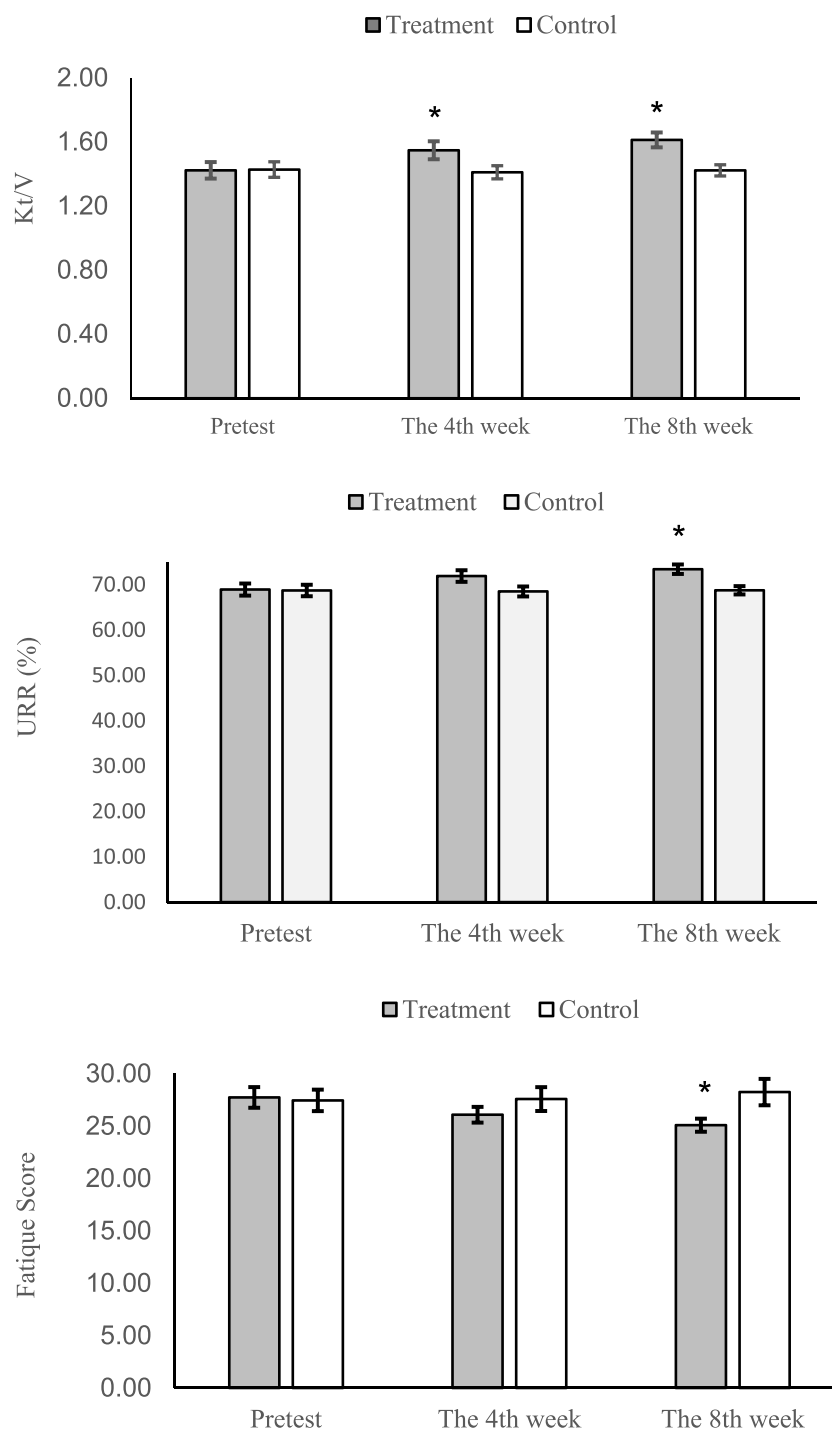 Treatment Control
2.00
*
*
1.60
1.20
Kt/V
0.80
0.40
0.00
Pretest The 4th week The 8th week
Treatment Control
*
70.00
60.00
50.00
URR (%)
40.00
30.00
20.00
10.00
0.00
Pretest The 4th week The 8th week
Treatment Control
30.00
*
25.00
20.00
15.00
Fatique Score
10.00
5.00
0.00
Pretest The 4th week The 8th week